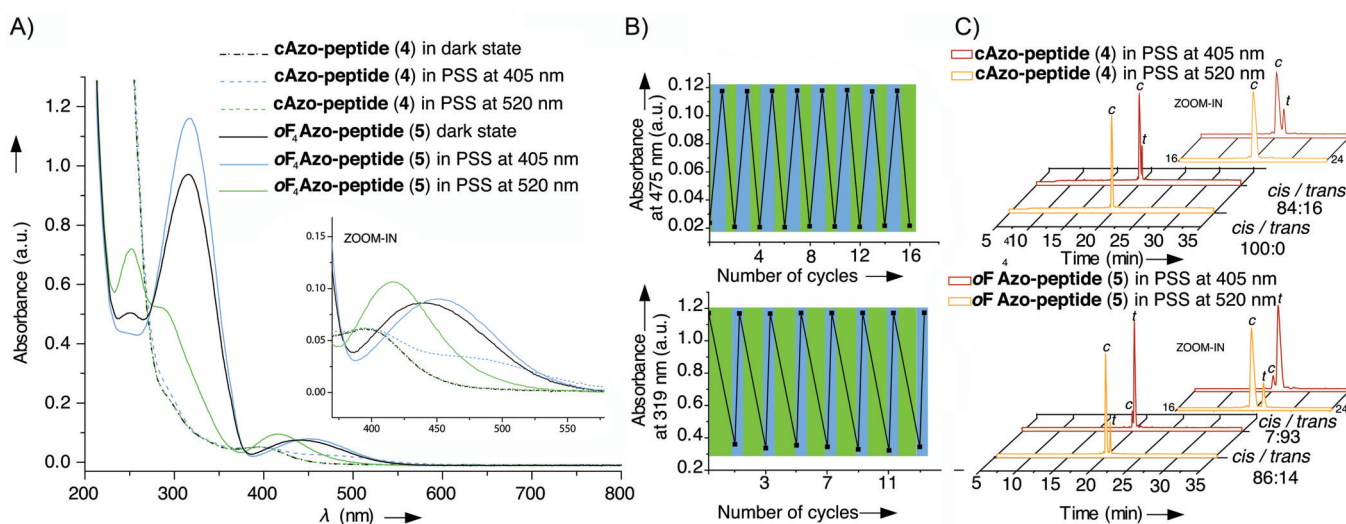 A)
cAzo-peptide (4) in dark state
cAzo-peptide (4) in PSS at 405 nm
cAzo-peptide (4) in PSS at 520 nm
oF4Azo-peptide (5) dark state
oF4Azo-peptide (5) in PSS at 405 nm
oF4Azo-peptide (5) in PSS at 520 nm
Absorbance (a.u.)
1.2
1.0
0.8
0.6
0.4
0.2
0.0
200 300 400 500 600 700 800
λ (nm)
ZOOM-IN
0.15
0.10
0.05
0.00
400 450 500 550
B)
Absorbance
at 475 nm (a.u.)
0.12
0.10
0.08
0.06
0.04
0.02
0 4 8 12 16
Number of cycles
Absorbance
at 319 nm (a.u.)
1.2
1.0
0.8
0.6
0.4
0.2
3 7 11
Number of cycles
C)
cAzo-peptide (4) in PSS at 405 nm
cAzo-peptide (4) in PSS at 520 nm
c
c
t
c
c
t
ZOOM-IN
16 24
cis / trans
84:16
cis / trans
100:0
5 10 15 20 25 30 35
4
Time (min)
4
oF Azo-peptide (5) in PSS at 405 nm
oF Azo-peptide (5) in PSS at 520 nm
t
c
c
t
t
c
c
t
ZOOM-IN
16 24
cis / trans
7:93
cis / trans
86:14
5 10 15 20 25 30 35
Time (min)